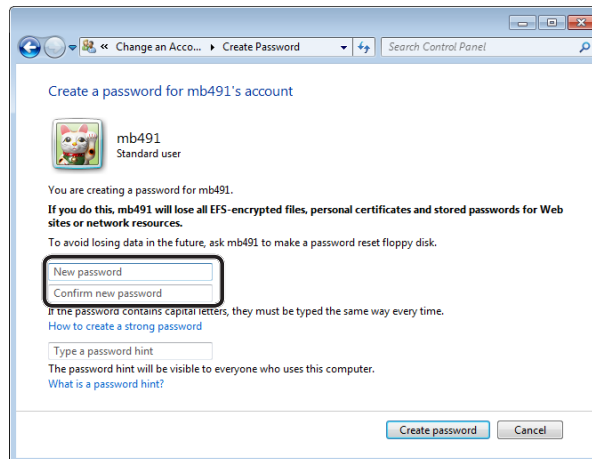 « Change an Acco... ▸ Create Password
Search Control Panel
Create a password for mb491's account
mb491
Standard user
You are creating a password for mb491.
If you do this, mb491 will lose all EFS-encrypted files, personal certificates and stored passwords for Web
sites or network resources.
To avoid losing data in the future, ask mb491 to make a password reset floppy disk.
New password
Confirm new password
If the password contains capital letters, they must be typed the same way every time.
How to create a strong password
Type a password hint
The password hint will be visible to everyone who uses this computer.
What is a password hint?
Create password
Cancel